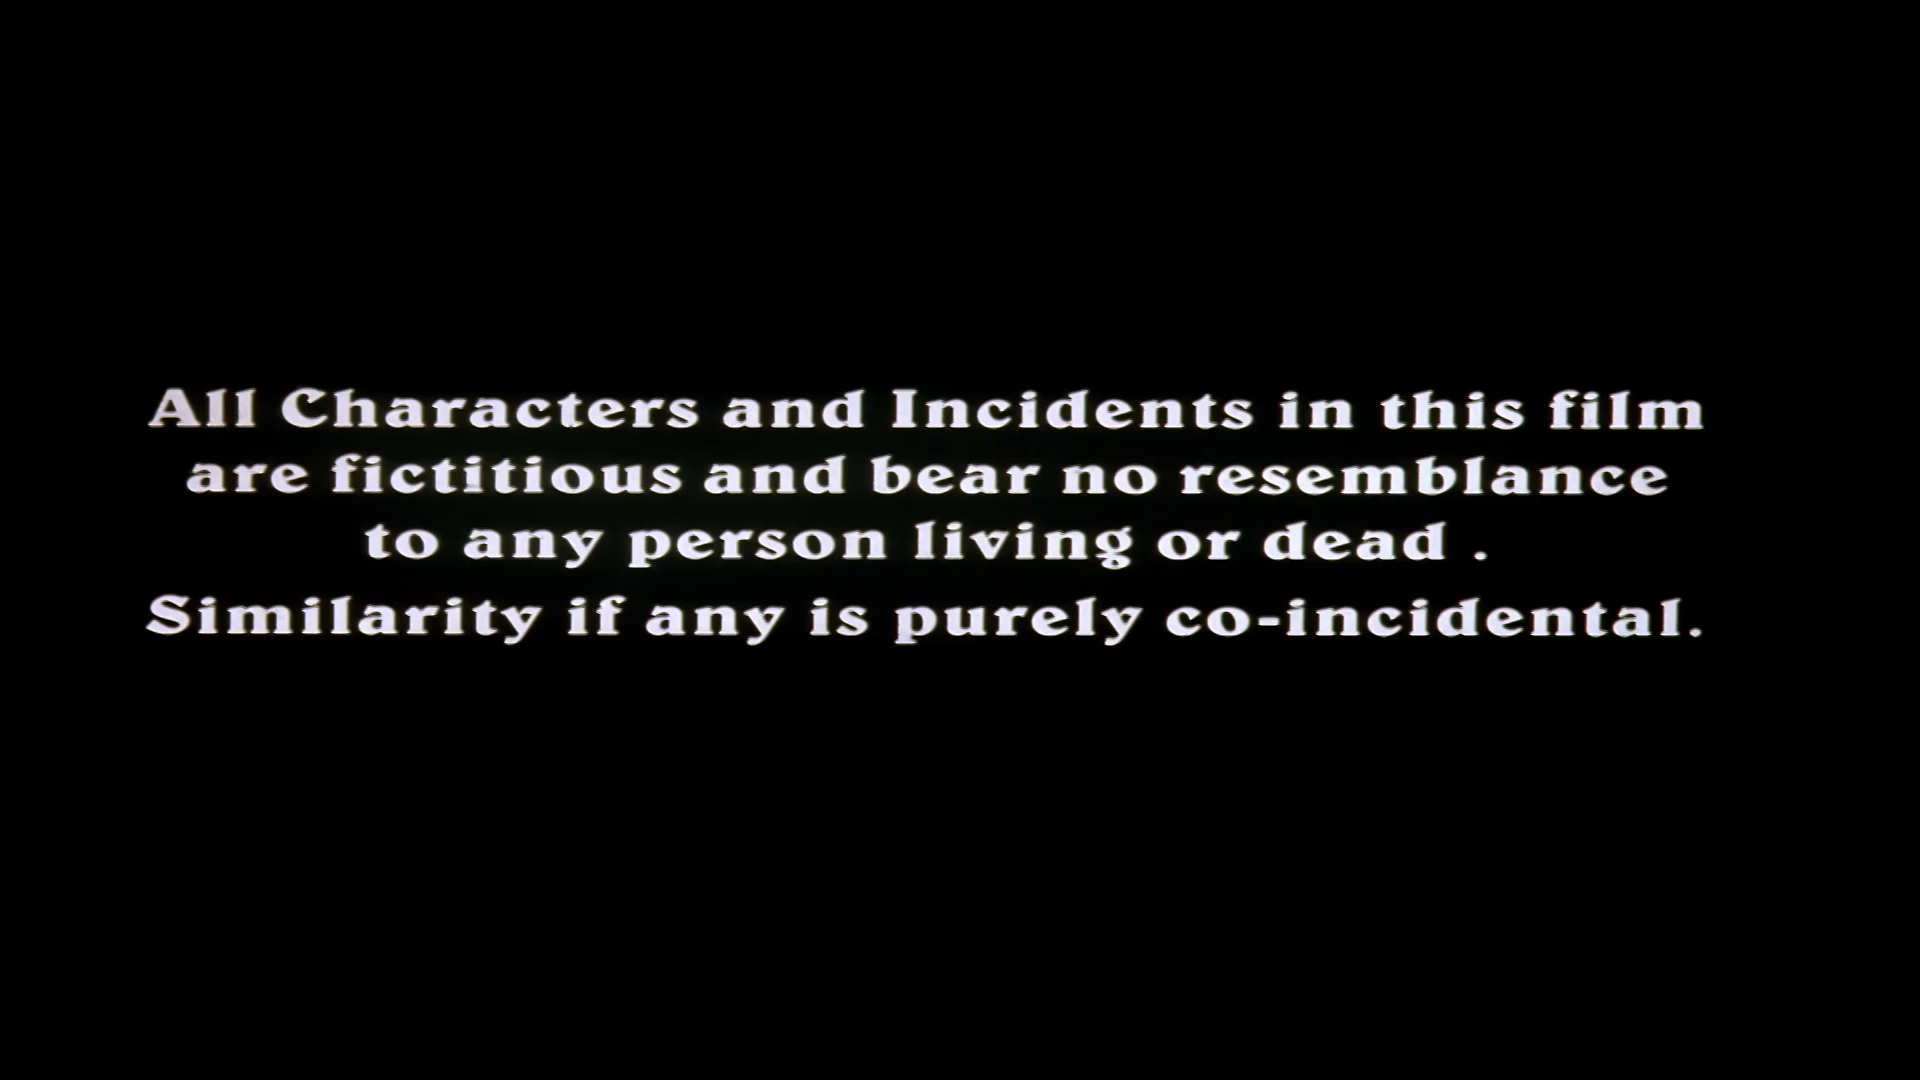 All Characters and Incidents in this film
are fictitious and bear no resemblance
to any person living or dead .
Similarity if any is purely co-incidental.